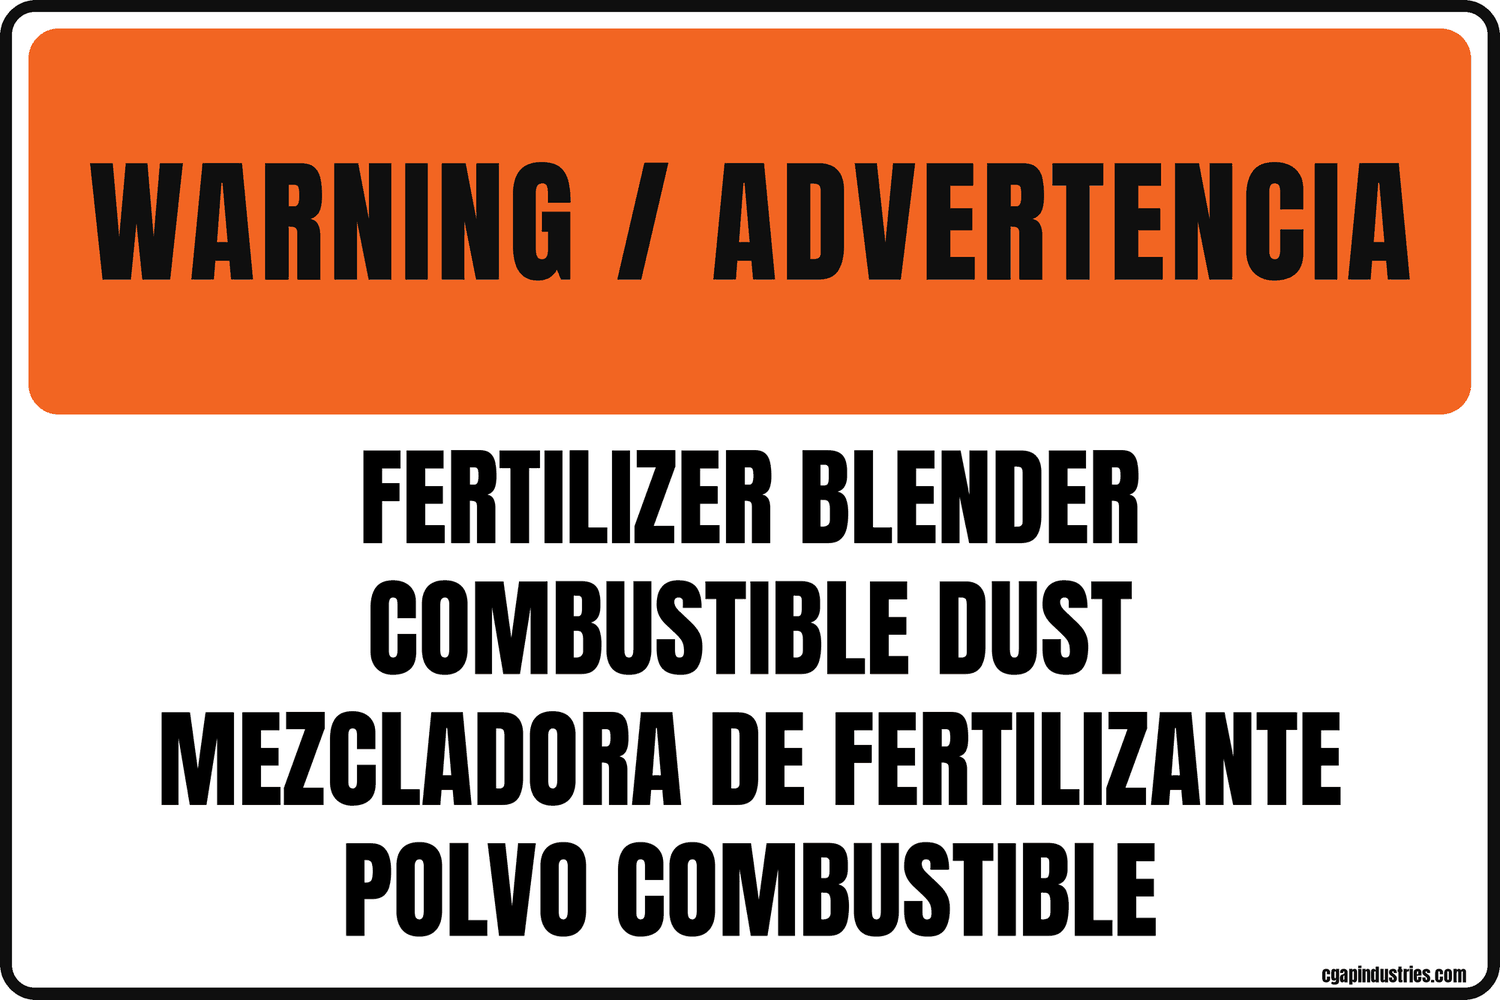 WARNING / ADVERTENCIA
FERTILIZER BLENDER
COMBUSTIBLE DUST
MEZCLADORA DE FERTILIZANTE
POLVO COMBUSTIBLE
cgapindustries.com